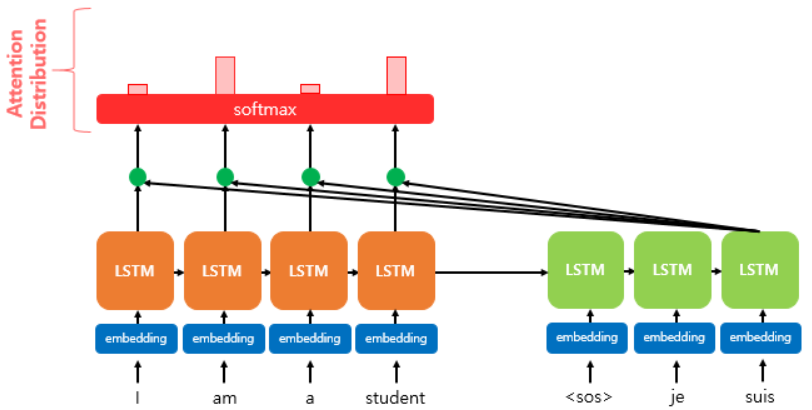 Attention
Distribution
softmax
LSTM LSTM LSTM LSTM LSTM LSTM LSTM
embedding embedding embedding embedding embedding embedding embedding
I am a student <sos> je suis